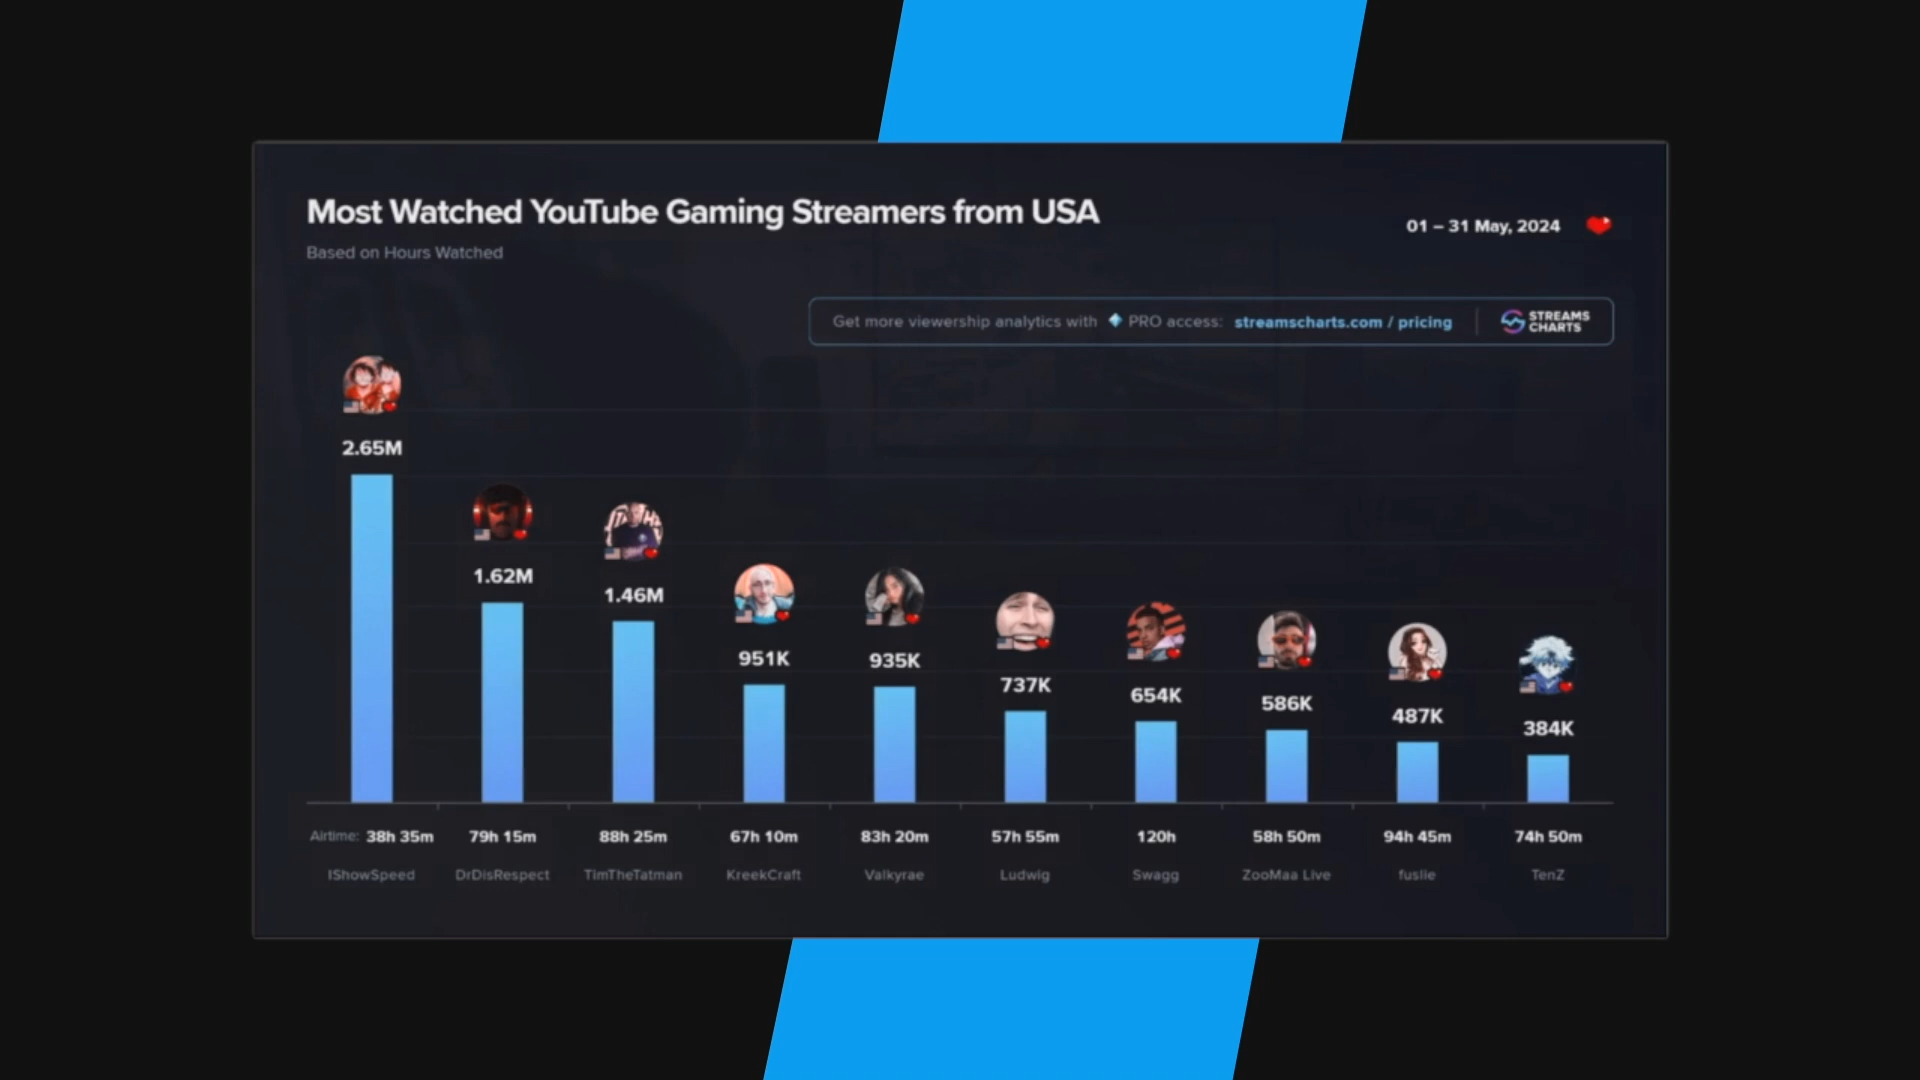 Most Watched YouTube Gaming Streamers from USA
01 – 31 May, 2024
Based on Hours Watched
Get more viewership analytics with PRO access: streamscharts.com / pricing
STREAMS
CHARTS
2.65M
1.62M
1.46M
951K
935K
737K
654K
586K
487K
384K
Airtime: 38h 35m 79h 15m 88h 25m 67h 10m 83h 20m 57h 55m 120h 58h 50m 94h 45m 74h 50m
IShowSpeed DrDisRespect TimTheTatman KreekCraft Valkyrae Ludwig Swagg ZooMaa Live fuslie TenZ